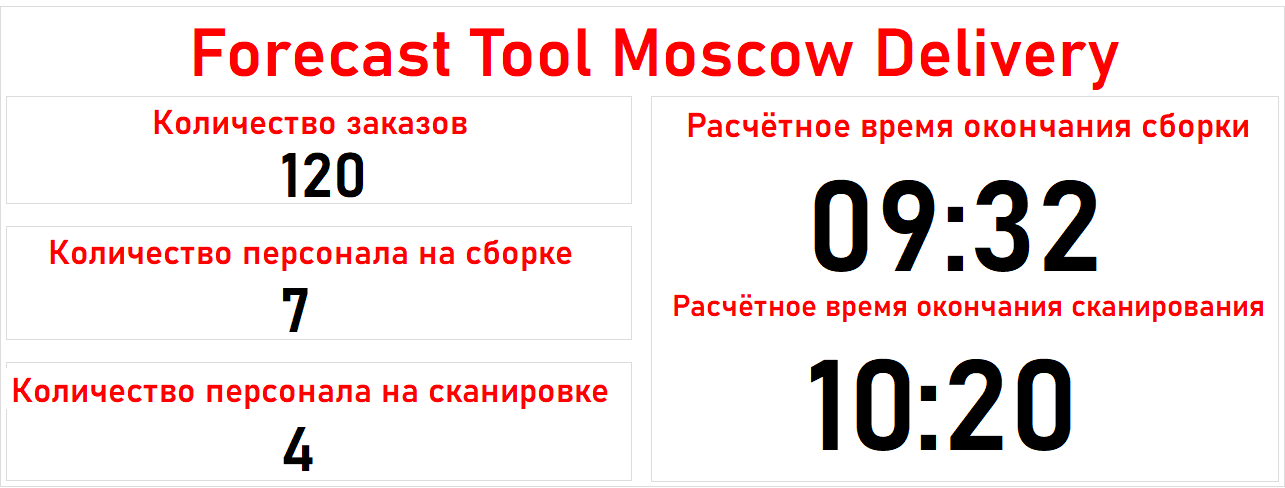 Forecast Tool Moscow Delivery
Количество заказов
120
Количество персонала на сборке
7
Количество персонала на сканировке
4
Расчётное время окончания сборки
09:32
Расчётное время окончания сканирования
10:20